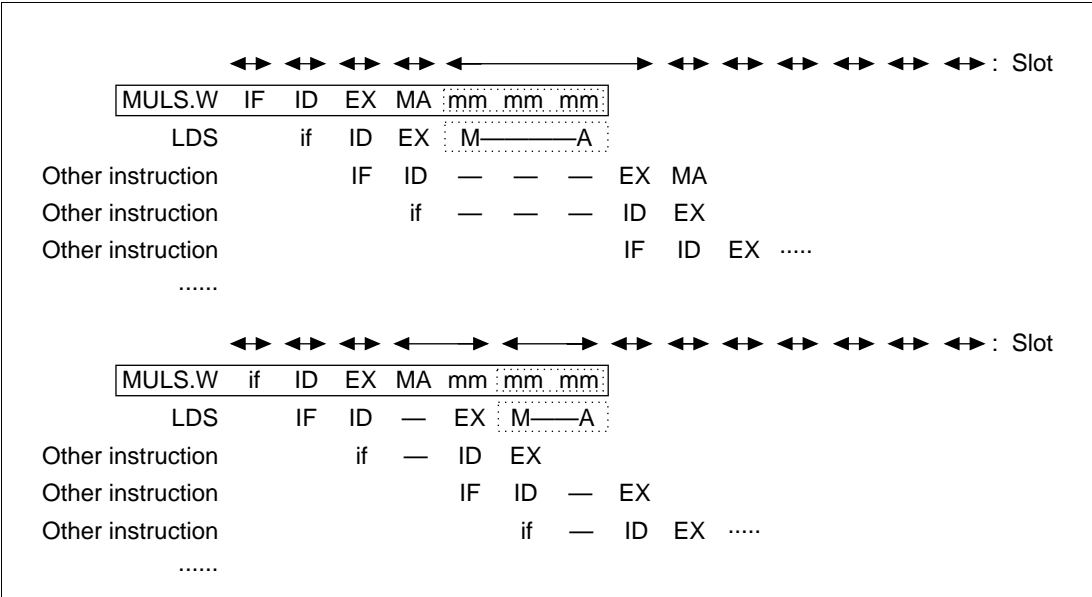 : Slot
MULS.W IF ID EX MA mm mm mm
LDS if ID EX M————A
Other instruction IF ID — — — EX MA
Other instruction if — — — ID EX
Other instruction IF ID EX ·····
······
: Slot
MULS.W if ID EX MA mm mm mm
LDS IF ID — EX M——A
Other instruction if — ID EX
Other instruction IF ID — EX
Other instruction if — ID EX ·····
······